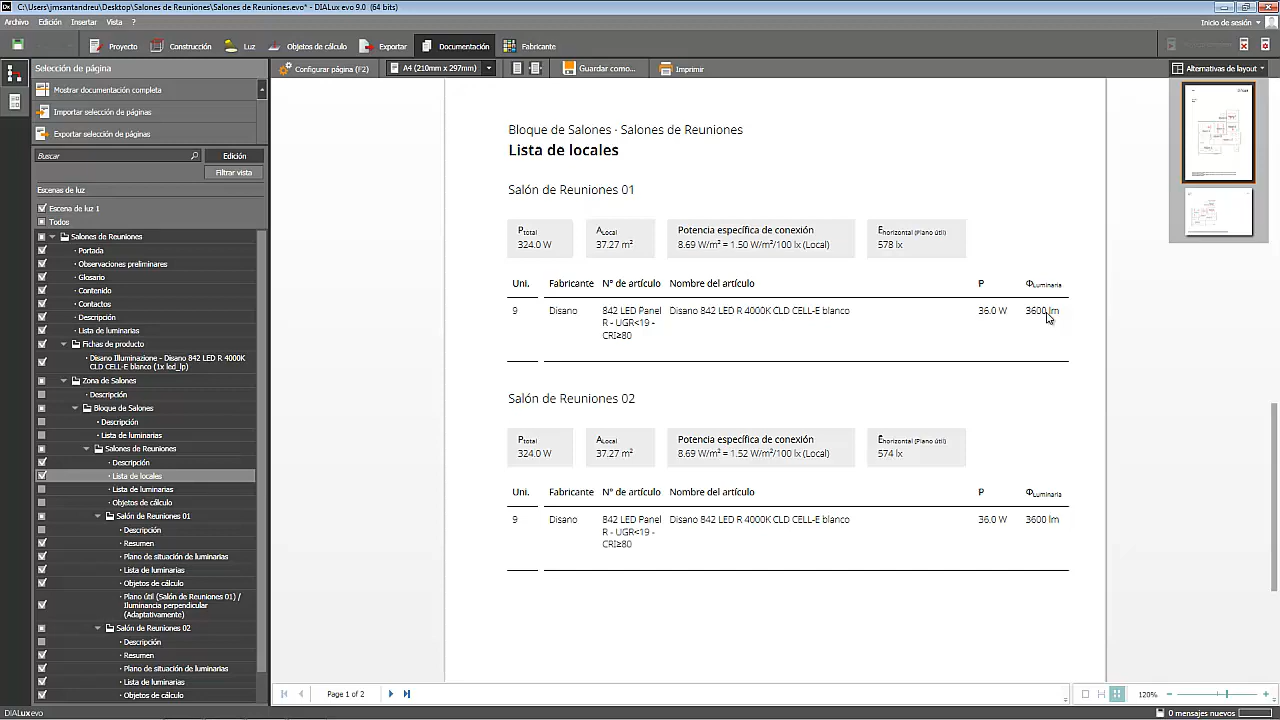 C:\Users\jmsantandreu\Desktop\Salones de Reuniones\Salones de Reuniones.evo* - DIALux evo 9.0 (64 bits)
Archivo Edición Insertar Vista ?
Inicio de sesión
Proyecto Construcción Luz Objetos de cálculo Exportar Documentación Fabricante
Selección de página
Configurar página (F2) A4 (210mm x 297mm) Guardar como... Imprimir Alternativas de layout
Mostrar documentación completa
Importar selección de páginas
Exportar selección de páginas
Buscar Edición
Filtrar vista
Escenas de luz
Escena de luz 1
Todos
Salones de Reuniones
· Portada
· Observaciones preliminares
· Glosario
· Contenido
· Contactos
· Descripción
· Lista de luminarias
Fichas de producto
· Disano Illuminazione - Disano 842 LED R 4000K
CLD CELL-E blanco (1x led_lp)
Zona de Salones
· Descripción
Bloque de Salones
· Descripción
· Lista de luminarias
Salones de Reuniones
· Descripción
· Lista de locales
· Lista de luminarias
· Objetos de cálculo
Salón de Reuniones 01
· Descripción
· Resumen
· Plano de situación de luminarias
· Lista de luminarias
· Objetos de cálculo
· Plano útil (Salón de Reuniones 01) /
Iluminancia perpendicular
(Adaptativamente)
Salón de Reuniones 02
· Descripción
· Resumen
· Plano de situación de luminarias
· Lista de luminarias
· Objetos de cálculo
Bloque de Salones · Salones de Reuniones
Lista de locales
Salón de Reuniones 01
Ptotal ALocal Potencia específica de conexión Ēhorizontal (Plano útil)
324.0 W 37.27 m² 8.69 W/m² = 1.50 W/m²/100 lx (Local) 578 lx
Uni. Fabricante Nº de artículo Nombre del artículo P ΦLuminaria
9 Disano 842 LED Panel Disano 842 LED R 4000K CLD CELL-E blanco 36.0 W 3600 lm
R - UGR<19 -
CRI≥80
Salón de Reuniones 02
Ptotal ALocal Potencia específica de conexión Ēhorizontal (Plano útil)
324.0 W 37.27 m² 8.69 W/m² = 1.52 W/m²/100 lx (Local) 574 lx
Uni. Fabricante Nº de artículo Nombre del artículo P ΦLuminaria
9 Disano 842 LED Panel Disano 842 LED R 4000K CLD CELL-E blanco 36.0 W 3600 lm
R - UGR<19 -
CRI≥80
Page 1 of 2 120%
DIALux evo 0 mensajes nuevos